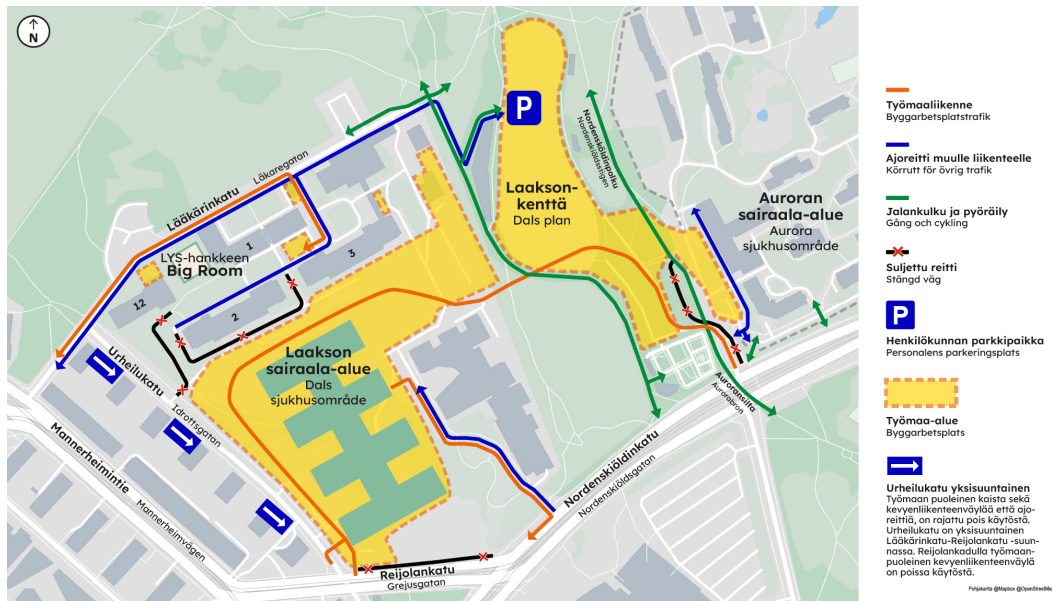 N
P
Lääkärinkatu
Läkaregatan
Nordenskiöldinpolku
Nordenskiöldsstigen
Laakson-
kenttä
Dals plan
Auroran
sairaala-alue
Aurora
sjukhusområde
1
3
LYS-hankkeen
Big Room
12
2
Urheilukatu
Idrottsgatan
Laakson
sairaala-alue
Dals
sjukhusområde
Auroransilta
Aurorabron
Mannerheimintie
Mannerheimvägen
Nordenskiöldinkatu
Nordenskiöldsgatan
Reijolankatu
Grejusgatan
Työmaaliikenne
Byggarbetsplatstrafik
Ajoreitti muulle liikenteelle
Körrutt för övrig trafik
Jalankulku ja pyöräily
Gång och cykling
Suljettu reitti
Stängd väg
P
Henkilökunnan parkkipaikka
Personalens parkeringsplats
Työmaa-alue
Byggarbetsplats
Urheilukatu yksisuuntainen
Työmaan puoleinen kaista sekä
kevyenliikenteenväylää että ajo-
reittiä, on rajattu pois käytöstä.
Urheilukatu on yksisuuntainen
Lääkärinkatu-Reijolankatu -suun-
nassa. Reijolankadulla työmaan-
puoleinen kevyenliikenteenväylä
on poissa käytöstä.
Pohjakartta @Mapbox @OpenStreetMa